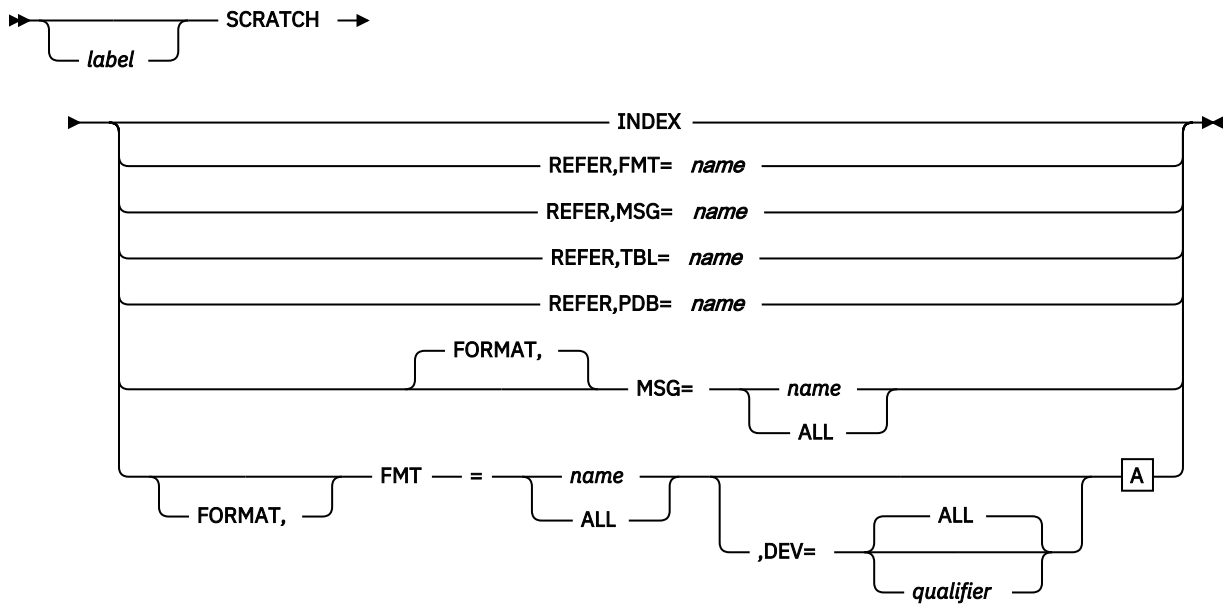 SCRATCH
label
INDEX
REFER,FMT= name
REFER,MSG= name
REFER,TBL= name
REFER,PDB= name
FORMAT,
MSG= name
ALL
FMT = name A
FORMAT, ALL ALL
,DEV=
qualifier